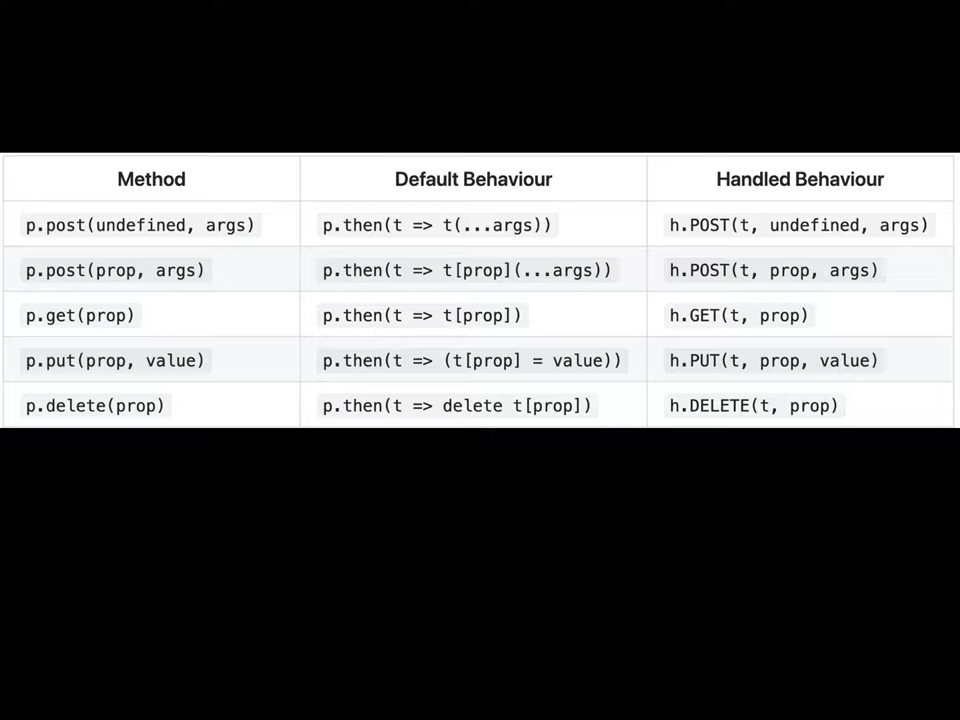 Method Default Behaviour Handled Behaviour
p.post(undefined, args) p.then(t => t(...args)) h.POST(t, undefined, args)
p.post(prop, args) p.then(t => t[prop](...args)) h.POST(t, prop, args)
p.get(prop) p.then(t => t[prop]) h.GET(t, prop)
p.put(prop, value) p.then(t => (t[prop] = value)) h.PUT(t, prop, value)
p.delete(prop) p.then(t => delete t[prop]) h.DELETE(t, prop)